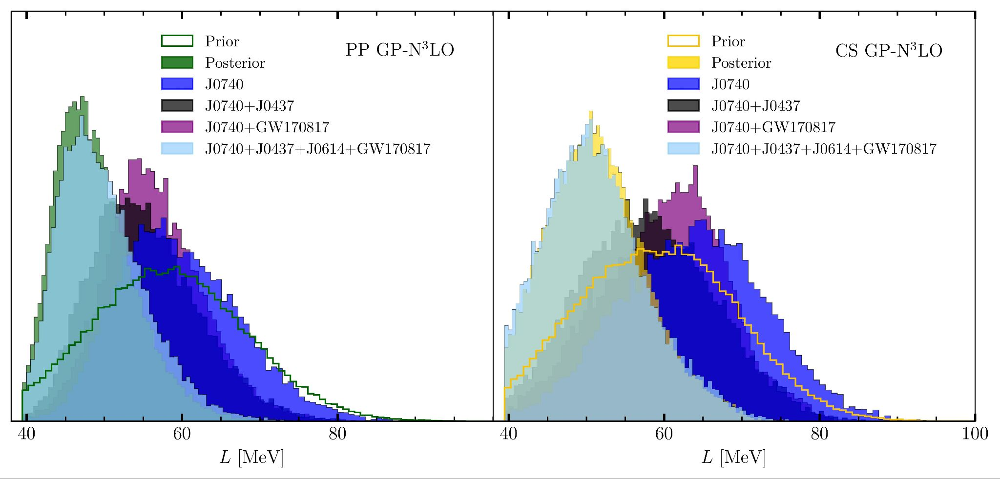 PP GP-N³LO
Prior
Posterior
J0740
J0740+J0437
J0740+GW170817
J0740+J0437+J0614+GW170817
40 60 80
L [MeV]
CS GP-N³LO
Prior
Posterior
J0740
J0740+J0437
J0740+GW170817
J0740+J0437+J0614+GW170817
40 60 80 100
L [MeV]